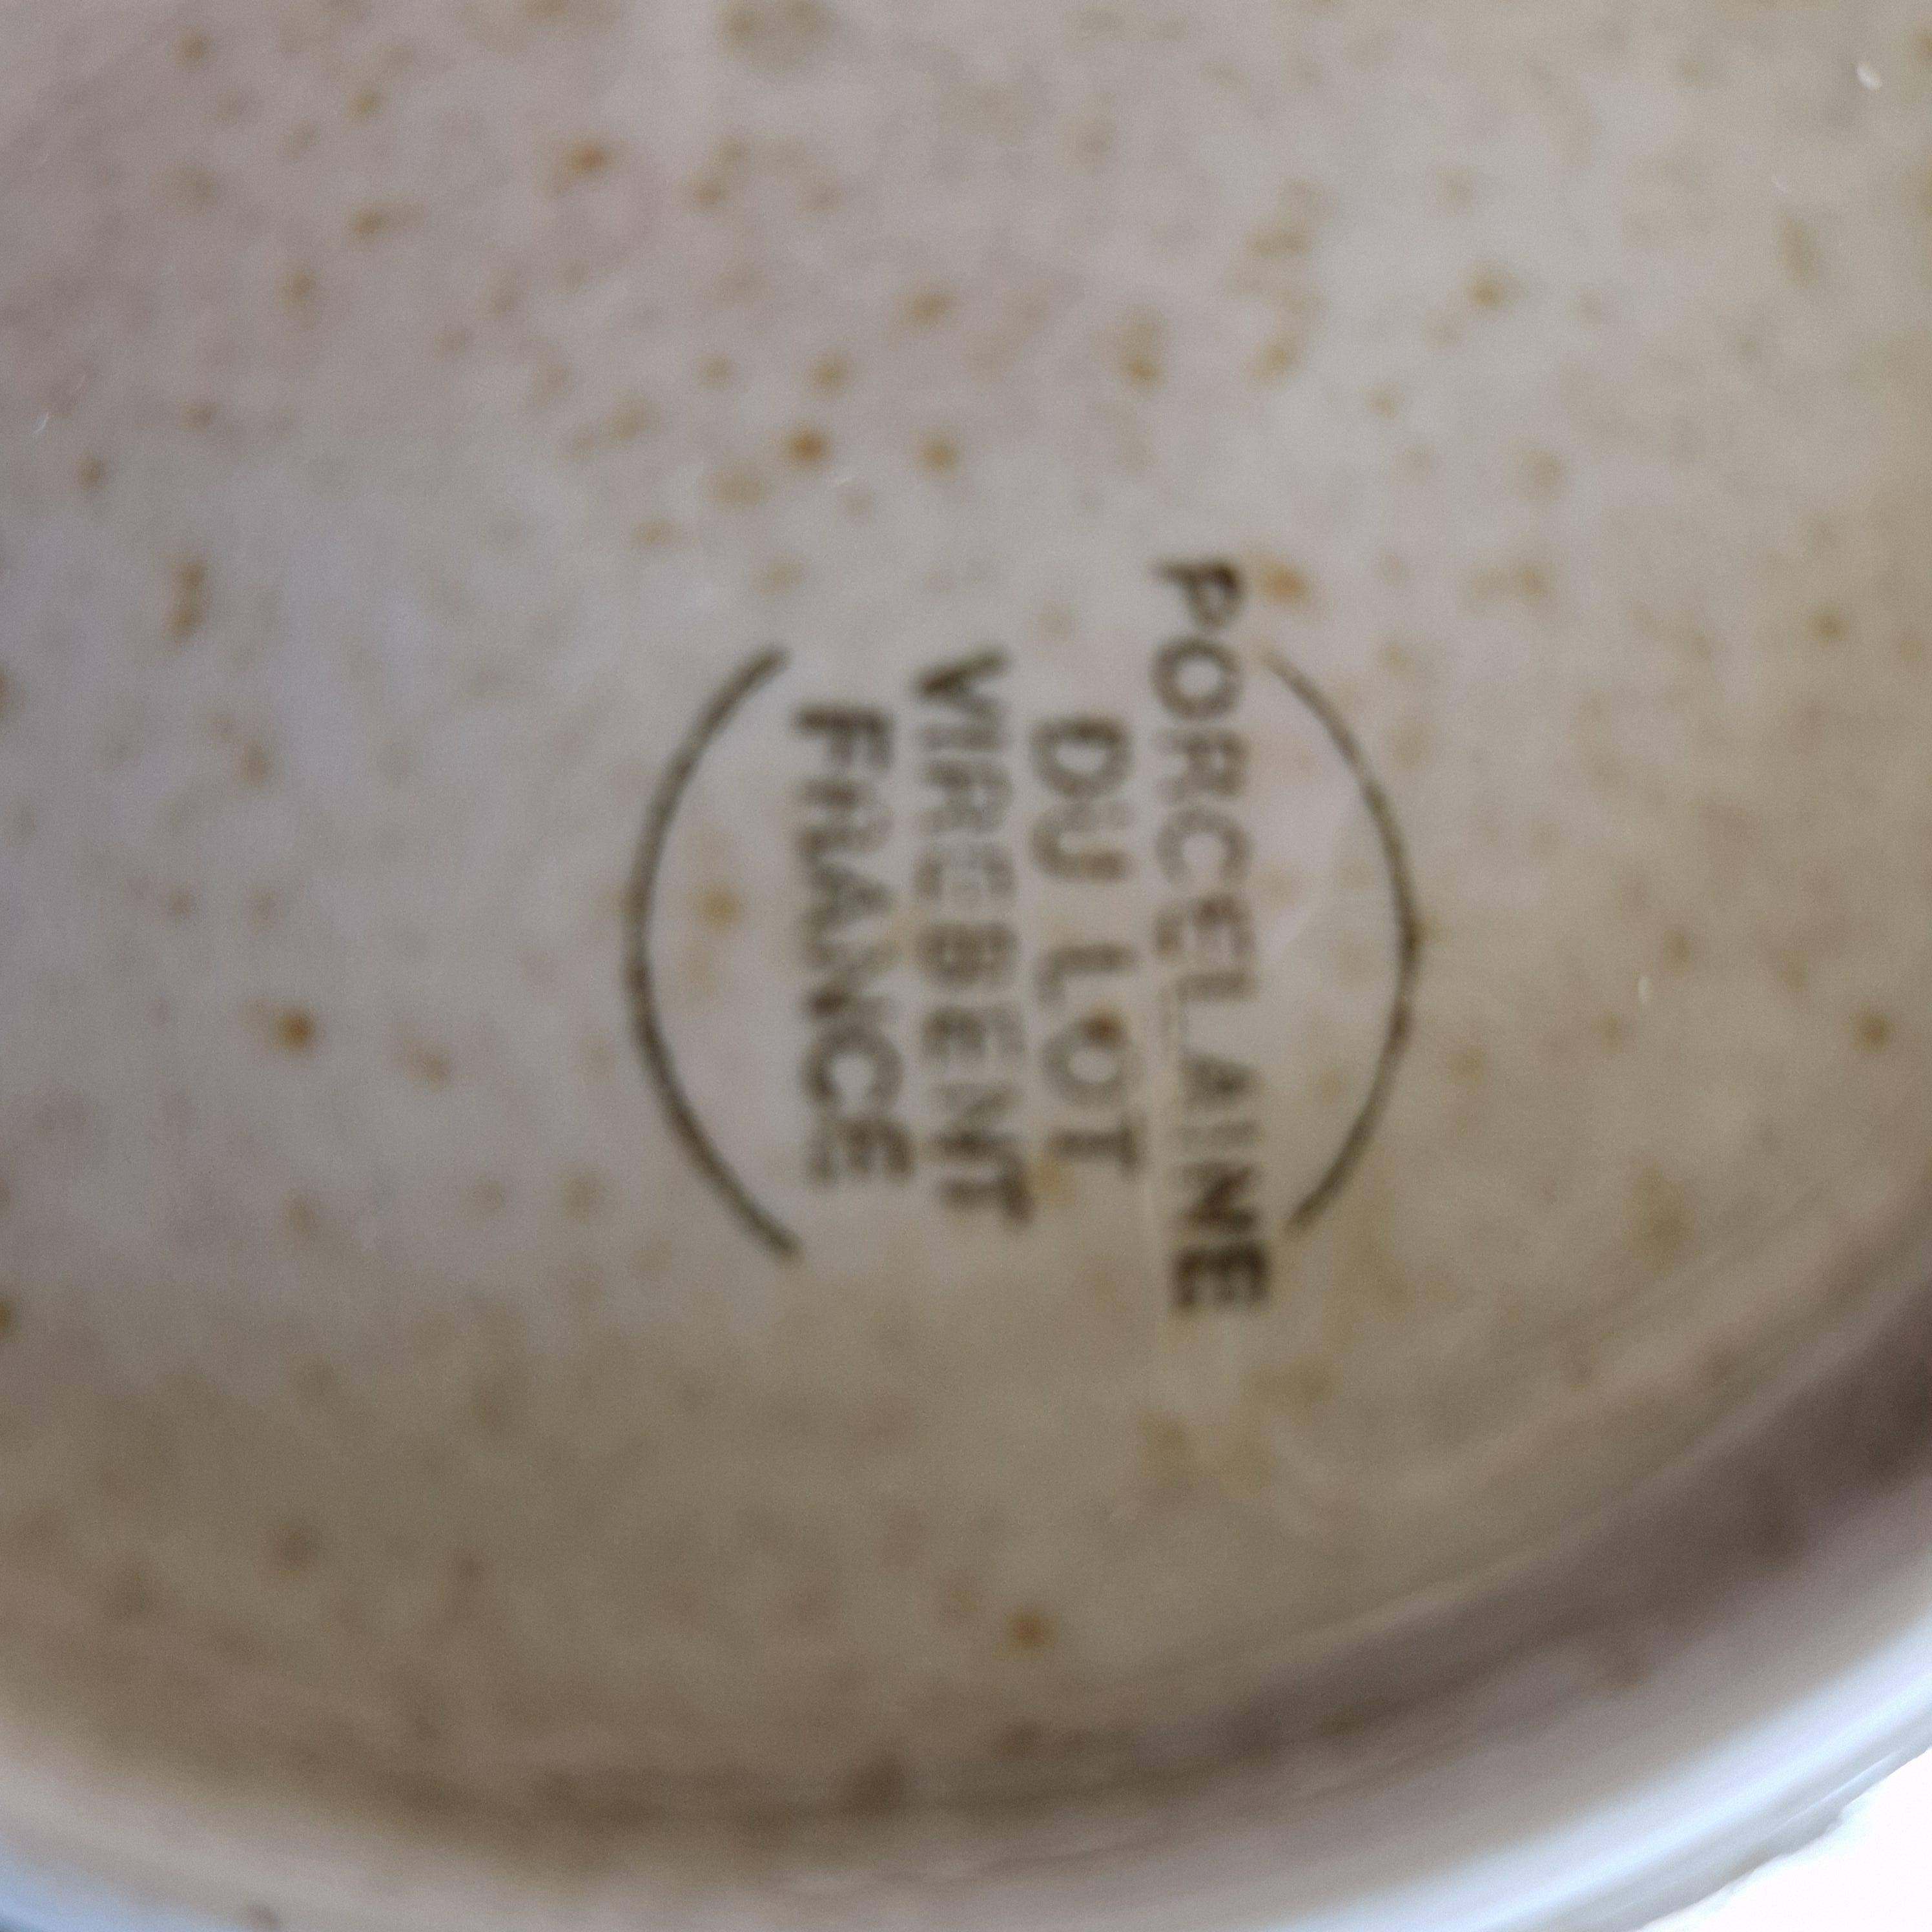 PORCELAINE
DU LOT
VIREBENT
FRANCE